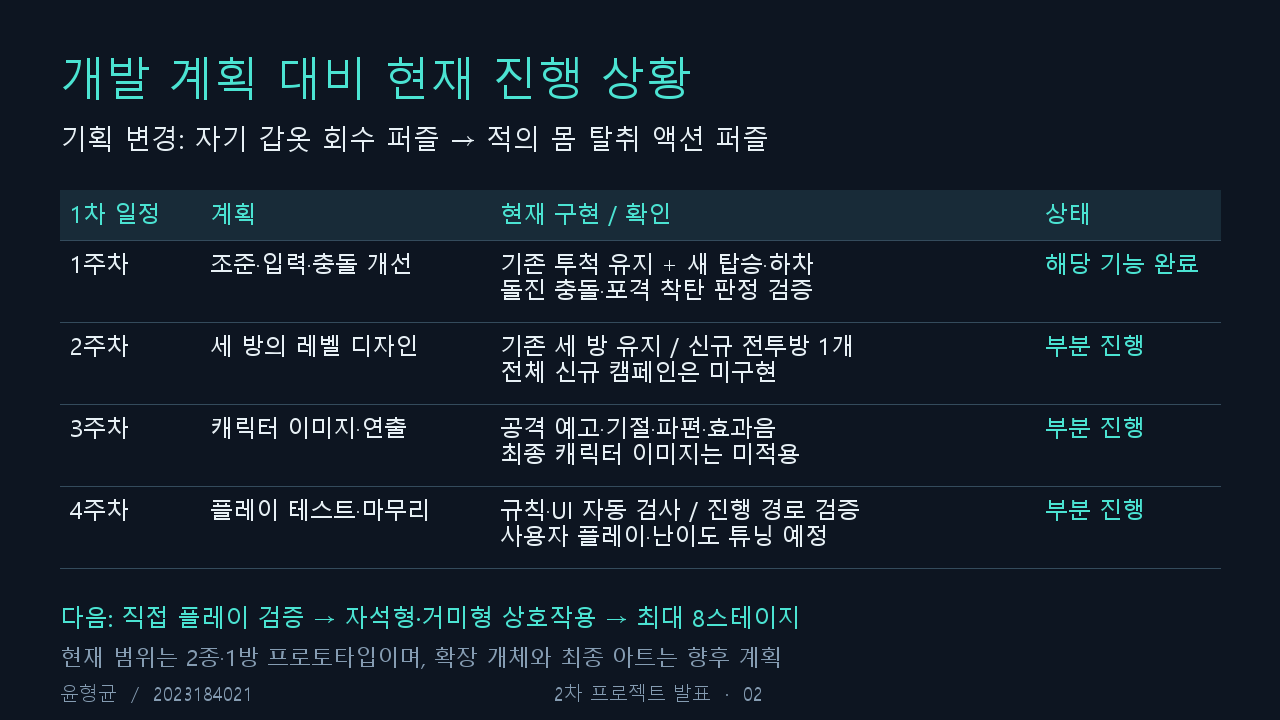 개발 계획 대비 현재 진행 상황
기획 변경: 자기 갑옷 회수 퍼즐 → 적의 몸 탈취 액션 퍼즐
1차 일정 계획 현재 구현 / 확인 상태
1주차 조준·입력·충돌 개선 기존 투척 유지 + 새 탑승·하차 해당 기능 완료
돌진 충돌·포격 착탄 판정 검증
2주차 세 방의 레벨 디자인 기존 세 방 유지 / 신규 전투방 1개 부분 진행
전체 신규 캠페인은 미구현
3주차 캐릭터 이미지·연출 공격 예고·기절·파편·효과음 부분 진행
최종 캐릭터 이미지는 미적용
4주차 플레이 테스트·마무리 규칙·UI 자동 검사 / 진행 경로 검증 부분 진행
사용자 플레이·난이도 튜닝 예정
다음: 직접 플레이 검증 → 자석형·거미형 상호작용 → 최대 8스테이지
현재 범위는 2종·1방 프로토타입이며, 확장 개체와 최종 아트는 향후 계획
윤형균 / 2023184021 2차 프로젝트 발표 · 02